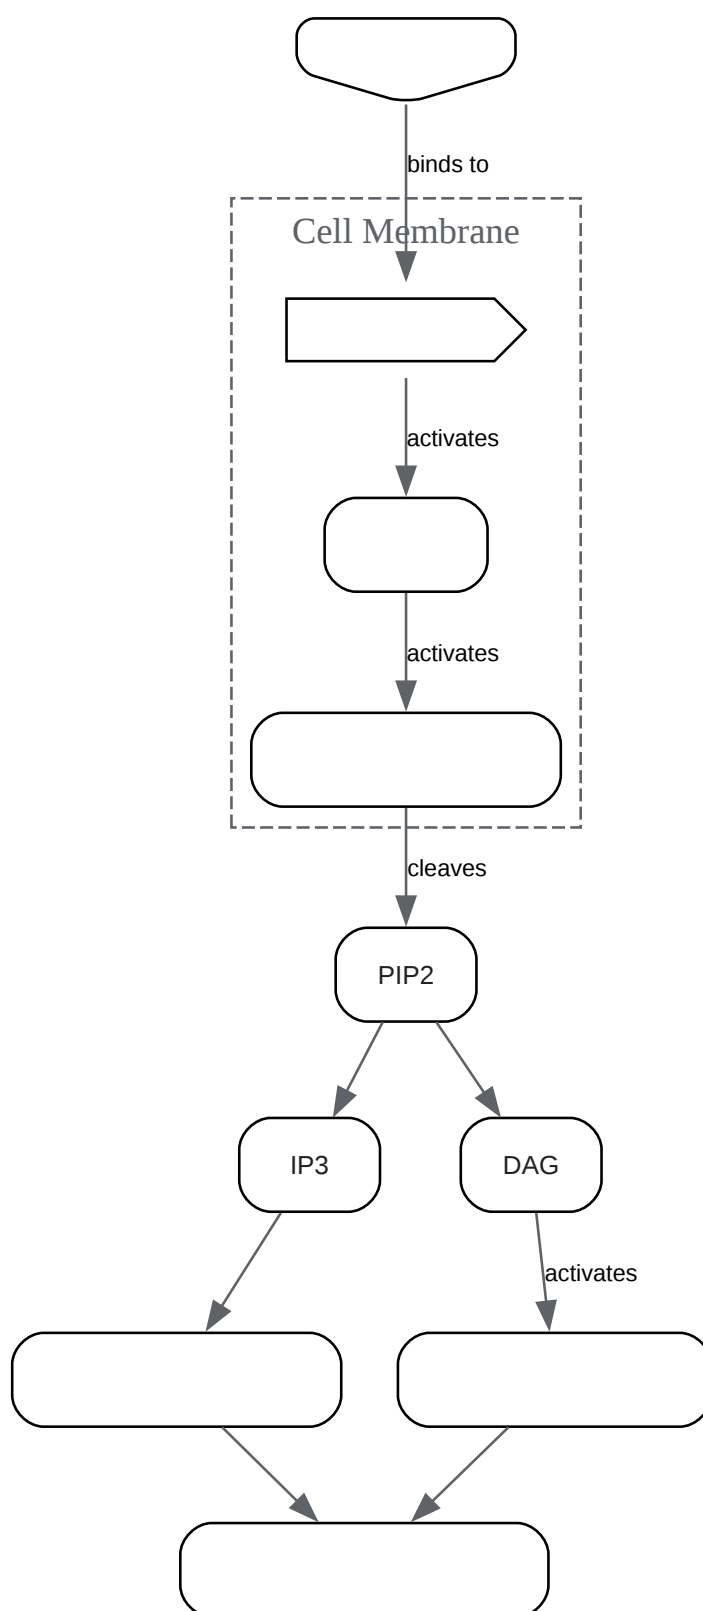 binds to
Cell Membrane
activates
activates
cleaves
PIP2
IP3
DAG
activates